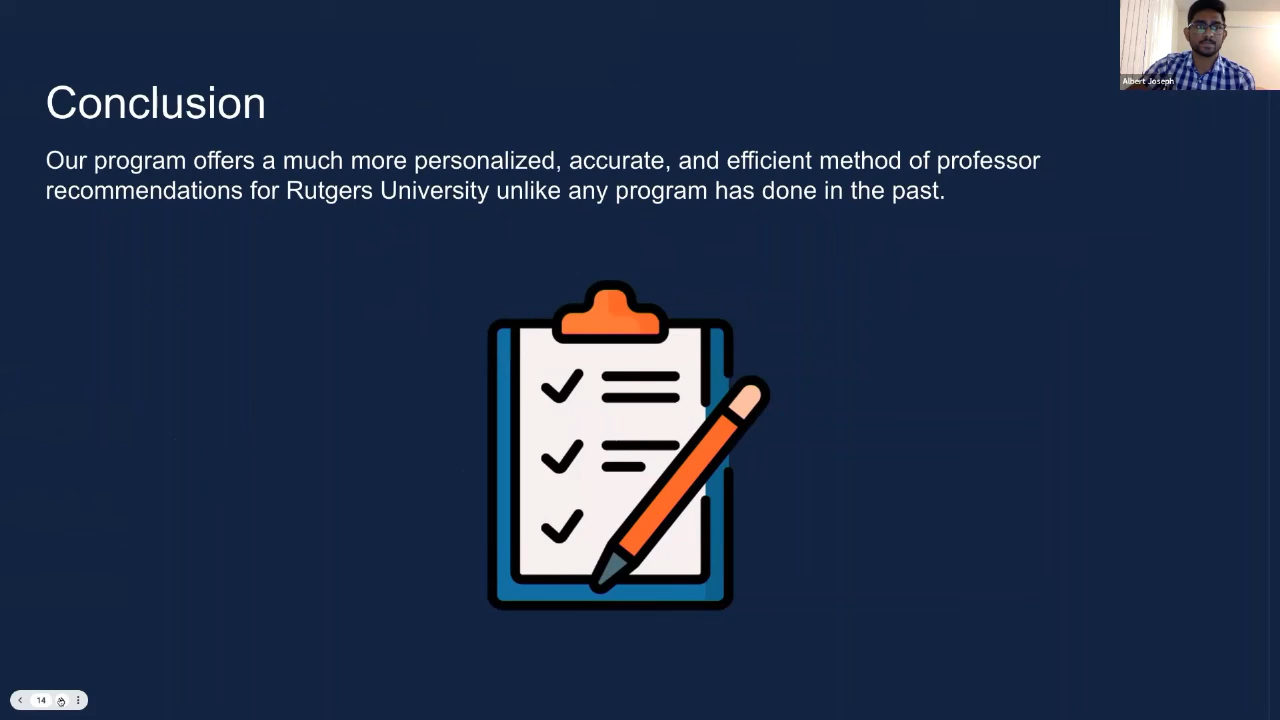 Albert Joseph
Conclusion
Our program offers a much more personalized, accurate, and efficient method of professor
recommendations for Rutgers University unlike any program has done in the past.
14